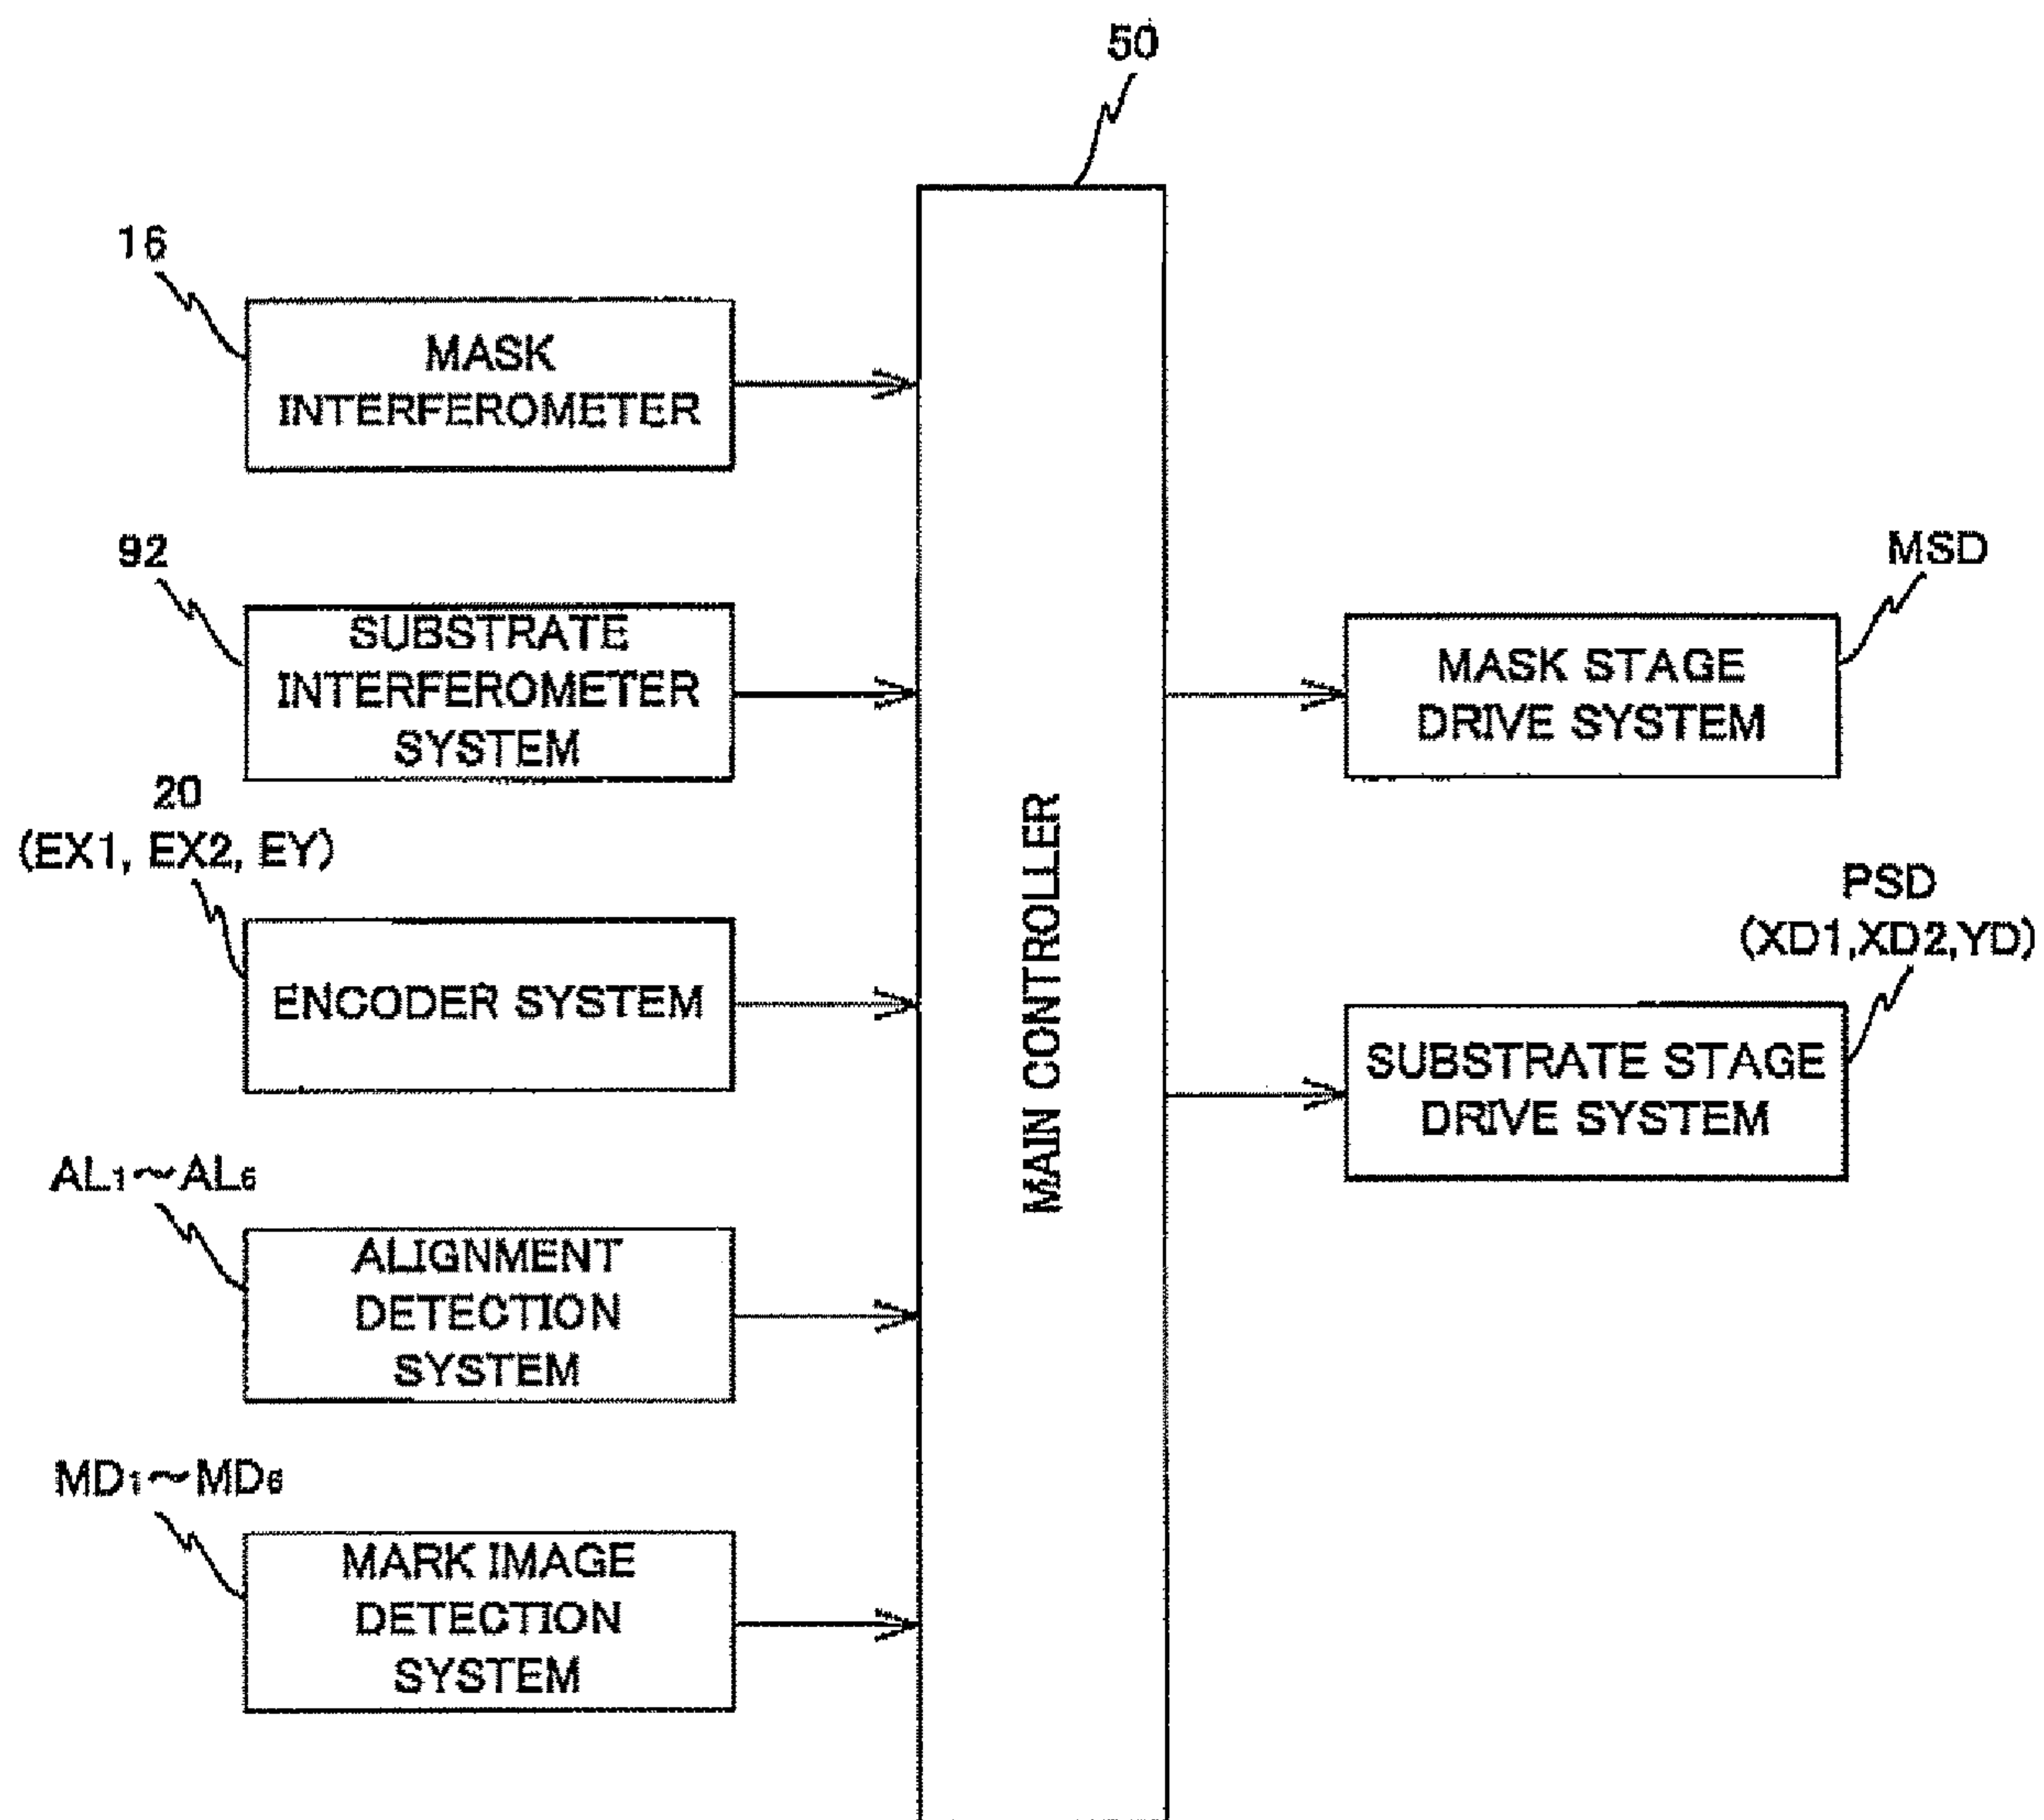 50
16
MASK
INTERFEROMETER
92
SUBSTRATE
INTERFEROMETER
SYSTEM
20
(EX1, EX2, EY)
ENCODER SYSTEM
AL1~AL6
ALIGNMENT
DETECTION
SYSTEM
MD1~MD6
MARK IMAGE
DETECTION
SYSTEM
MAIN CONTROLLER
MSD
MASK STAGE
DRIVE SYSTEM
PSD
(XD1,XD2,YD)
SUBSTRATE STAGE
DRIVE SYSTEM